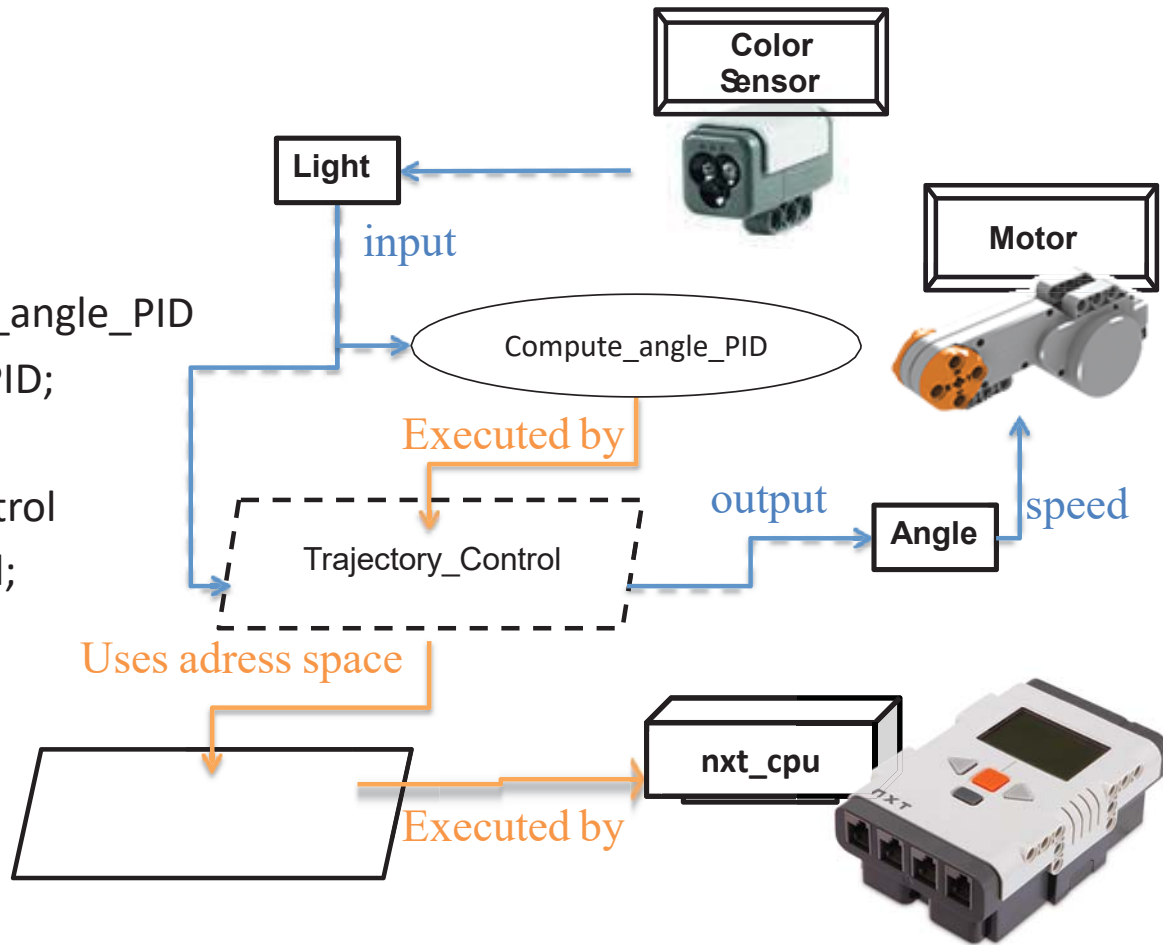 Color
Sensor
Light
Motor
input
_angle_PID
Compute_angle_PID
PID;
Executed by
trol
output
speed
Angle
Trajectory_Control
;
Uses adress space
nxt_cpu
Executed by
NXT